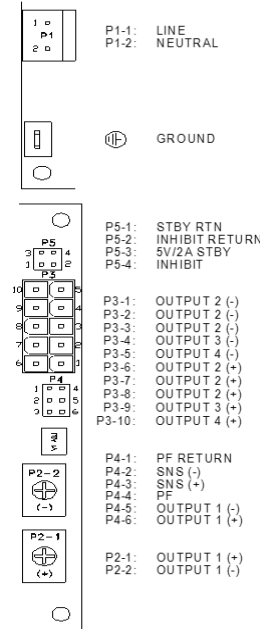 1
P1
2
P1-1: LINE
P1-2: NEUTRAL
GROUND
P5
3 4
1 2
P3
10 5
9 4
8 3
7 2
6 1
P4
1 4
2 5
3 6
P2-2
(-)
P2-1
(+)
P5-1: STBY RTN
P5-2: INHIBIT RETURN
P5-3: 5V/2A STBY
P5-4: INHIBIT
P3-1: OUTPUT 2 (-)
P3-2: OUTPUT 2 (-)
P3-3: OUTPUT 2 (-)
P3-4: OUTPUT 3 (-)
P3-5: OUTPUT 4 (-)
P3-6: OUTPUT 2 (+)
P3-7: OUTPUT 2 (+)
P3-8: OUTPUT 2 (+)
P3-9: OUTPUT 3 (+)
P3-10: OUTPUT 4 (+)
P4-1: PF RETURN
P4-2: SNS (-)
P4-3: SNS (+)
P4-4: PF
P4-5: OUTPUT 1 (-)
P4-6: OUTPUT 1 (+)
P2-1: OUTPUT 1 (+)
P2-2: OUTPUT 1 (-)